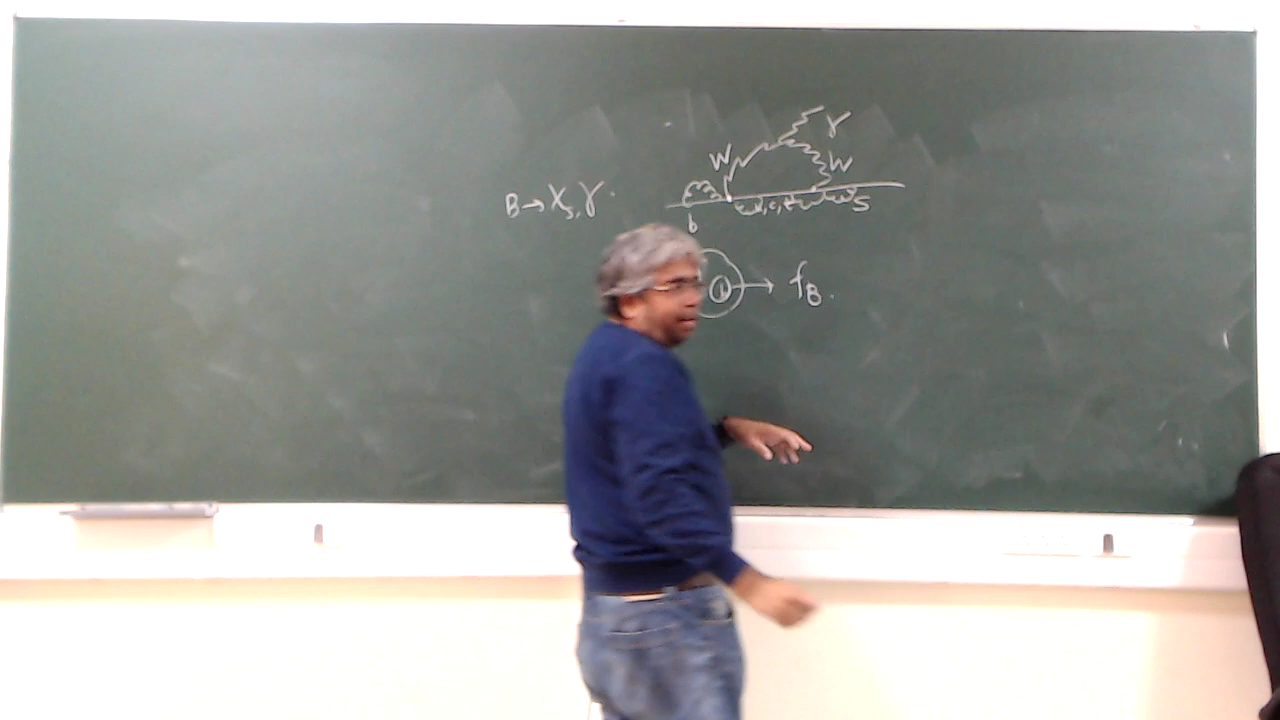 γ
W W
B→X_s γ.
u,c,t s
b
→ f_B.